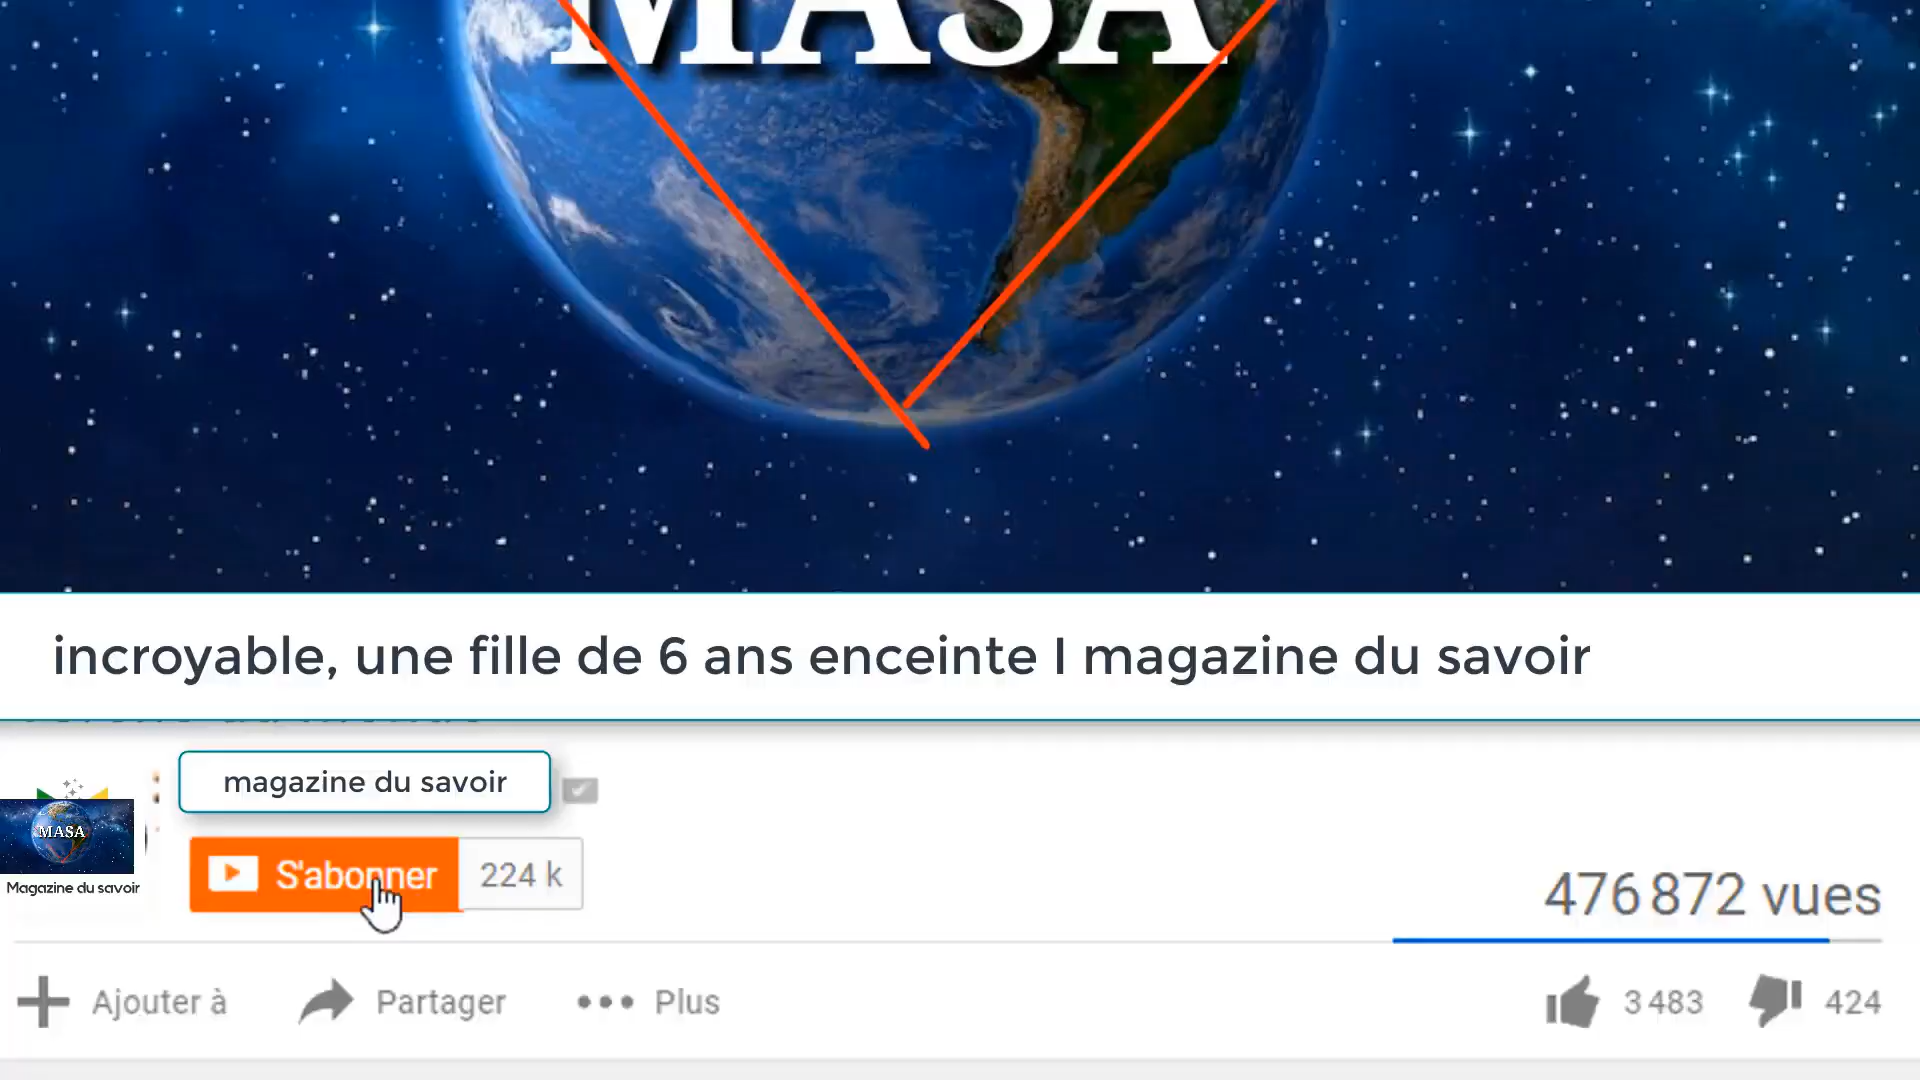 MASA
incroyable, une fille de 6 ans enceinte I magazine du savoir
magazine du savoir
MASA
Magazine du savoir
S'abonner 224 k
476 872 vues
Ajouter à Partager Plus
3 483 424